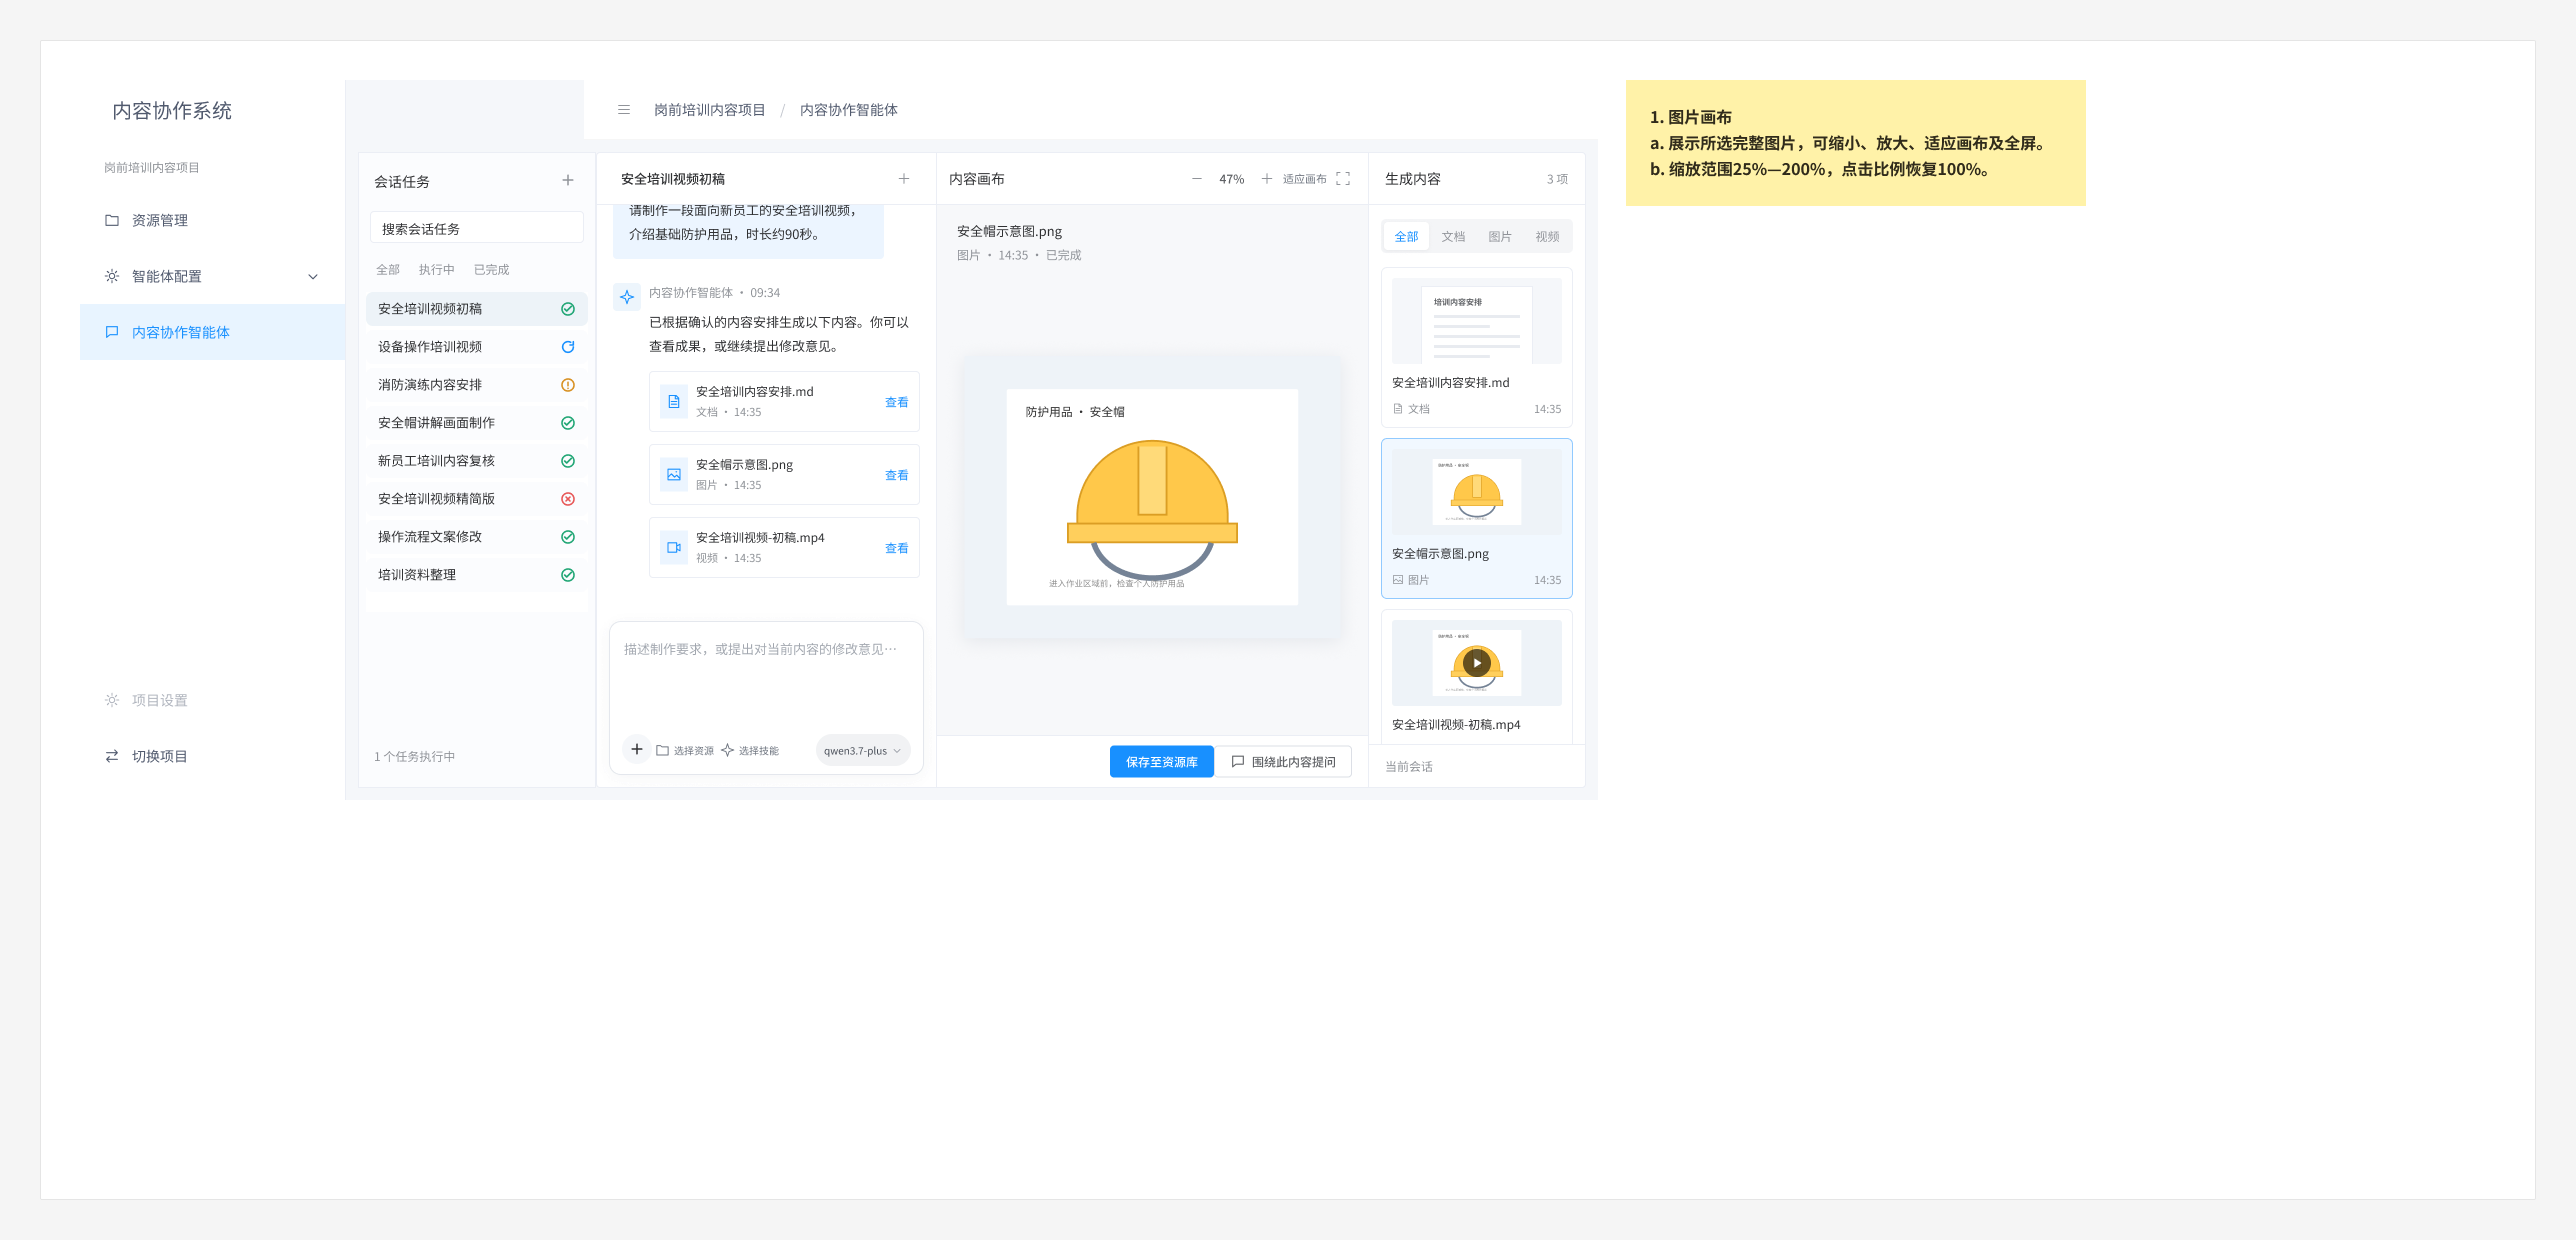 内容协作系统
岗前培训内容项目
资源管理
智能体配置
内容协作智能体
项目设置
切换项目
岗前培训内容项目 / 内容协作智能体
会话任务
搜索会话任务
全部 执行中 已完成
安全培训视频初稿
设备操作培训视频
消防演练内容安排
安全帽讲解画面制作
新员工培训内容复核
安全培训视频精简版
操作流程文案修改
培训资料整理
1 个任务执行中
安全培训视频初稿
请制作一段面向新员工的安全培训视频，
介绍基础防护用品，时长约90秒。
内容协作智能体 · 09:34
已根据确认的内容安排生成以下内容。你可以
查看成果，或继续提出修改意见。
安全培训内容安排.md
文档 · 14:35
查看
安全帽示意图.png
图片 · 14:35
查看
安全培训视频-初稿.mp4
视频 · 14:35
查看
描述制作要求，或提出对当前内容的修改意见…
选择资源 选择技能 qwen3.7-plus
内容画布
47% 适应画布
安全帽示意图.png
图片 · 14:35 · 已完成
防护用品 · 安全帽
进入作业区域前，检查个人防护用品
保存至资源库 围绕此内容提问
生成内容 3 项
全部 文档 图片 视频
培训内容安排
安全培训内容安排.md
文档 14:35
防护用品 · 安全帽
安全帽示意图.png
图片 14:35
防护用品 · 安全帽
安全培训视频-初稿.mp4
当前会话
1. 图片画布
a. 展示所选完整图片，可缩小、放大、适应画布及全屏。
b. 缩放范围25%—200%，点击比例恢复100%。